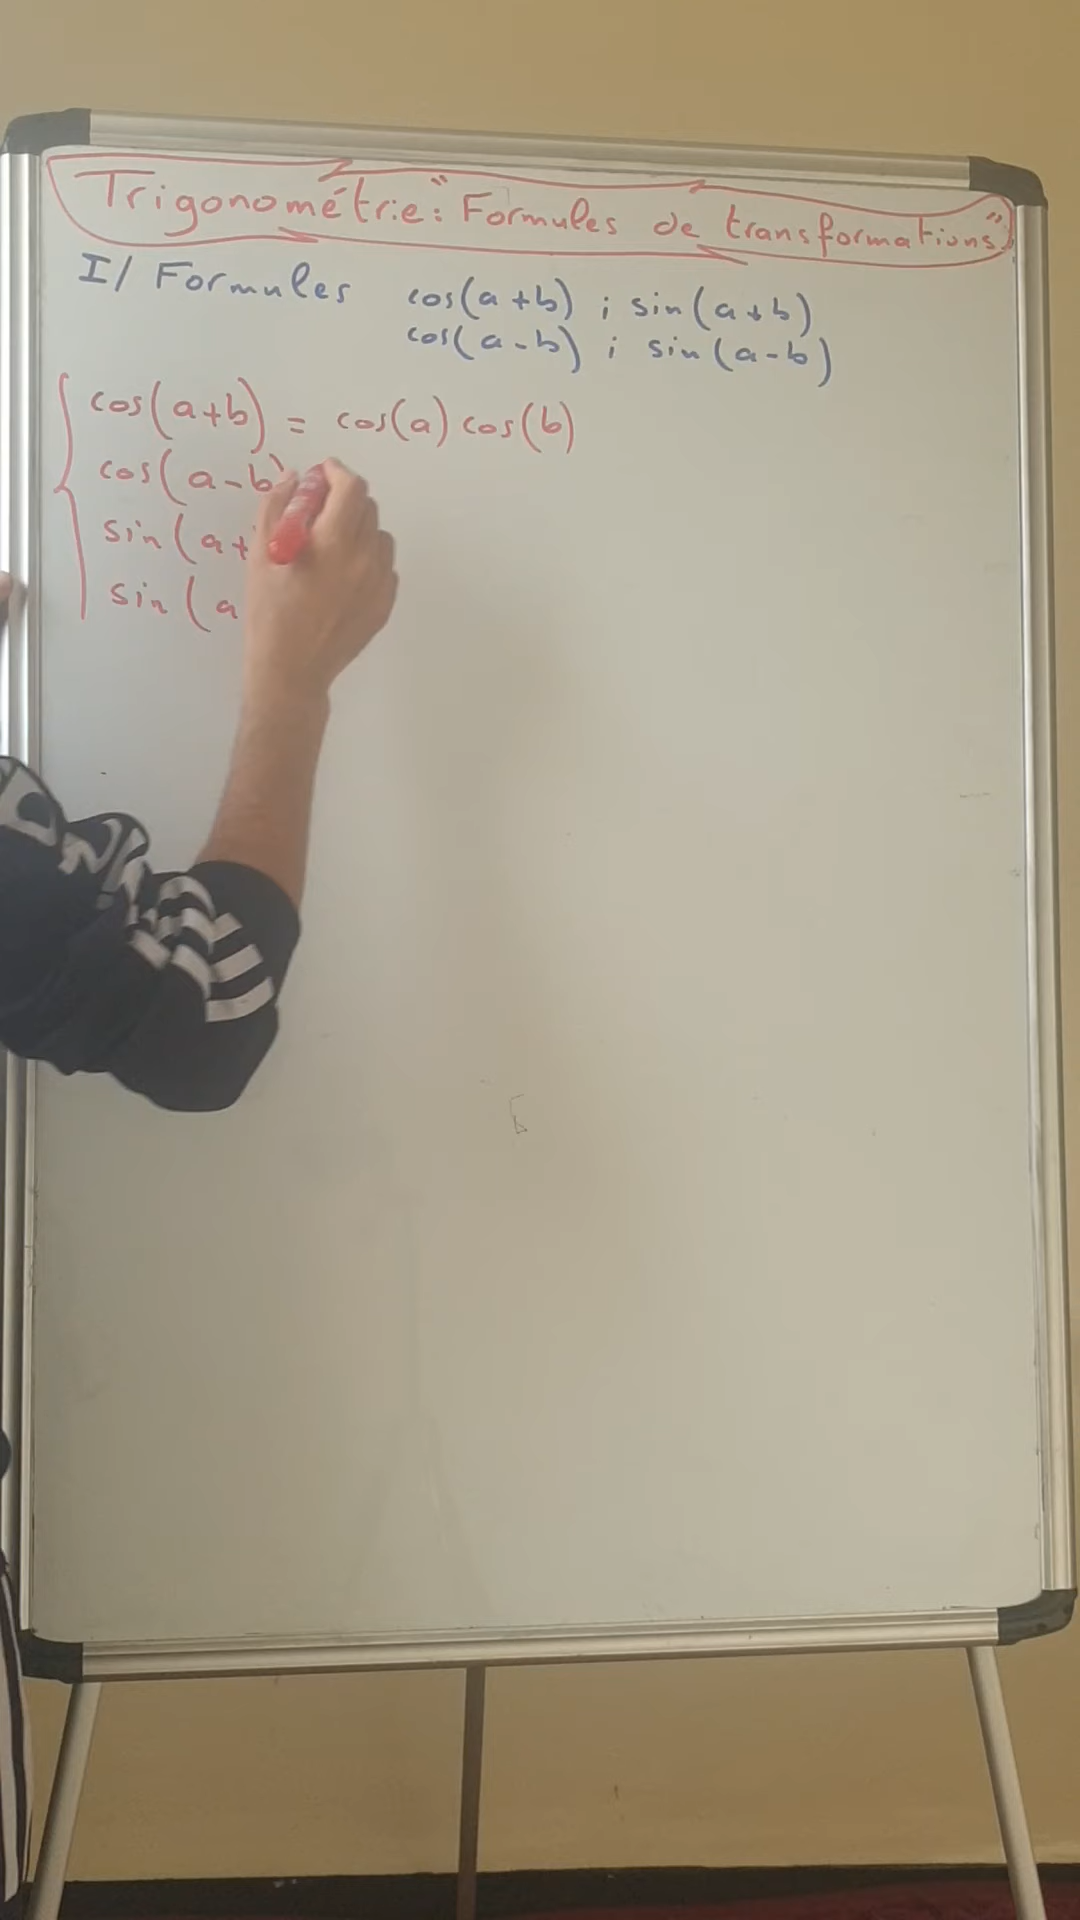 Trigonométrie: "Formules de transformations"
I/ Formules cos(a+b) ; sin(a+b)
cos(a-b) ; sin(a-b)
cos(a+b) = cos(a) cos(b)
cos(a-b)
sin(a+
sin(a